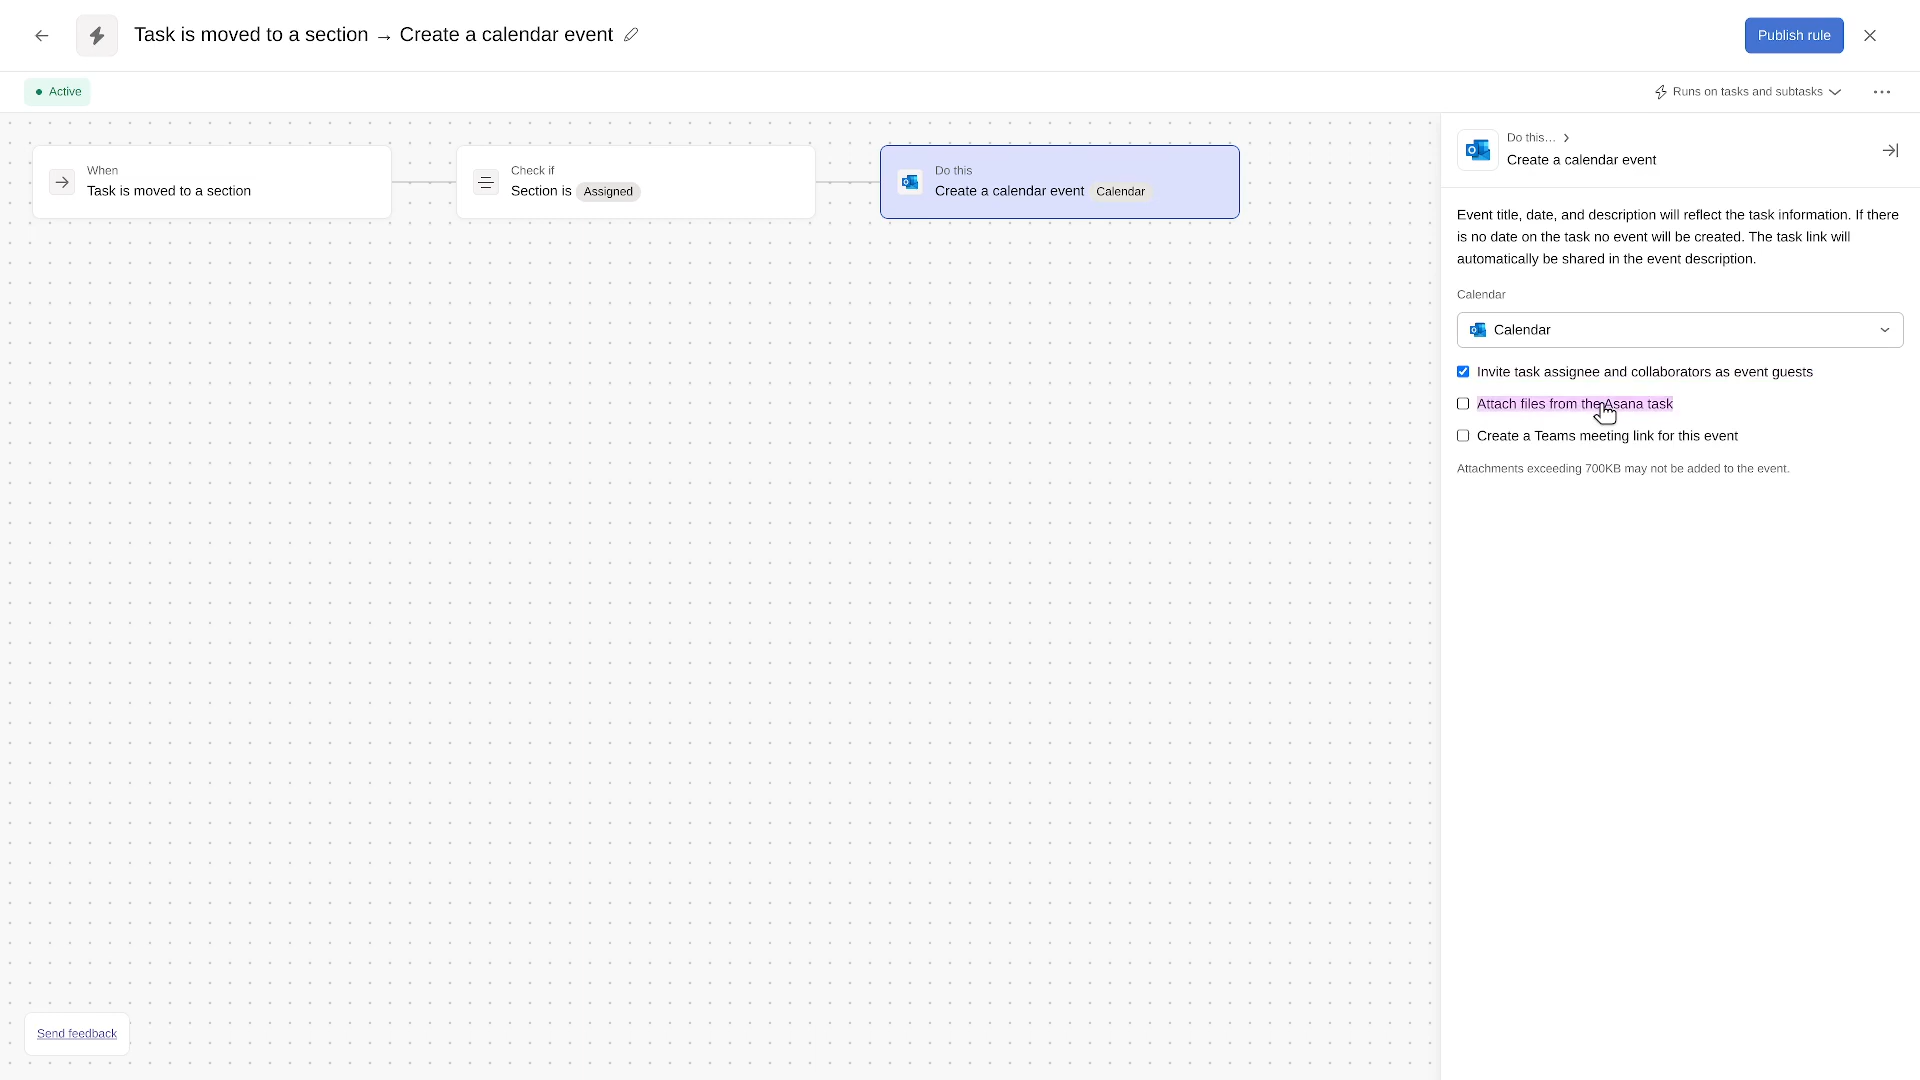 Task is moved to a section → Create a calendar event
Publish rule
Active
Runs on tasks and subtasks
When
Task is moved to a section
Check if
Section is Assigned
Do this
Create a calendar event Calendar
Do this...
Create a calendar event
Event title, date, and description will reflect the task information. If there
is no date on the task no event will be created. The task link will
automatically be shared in the event description.
Calendar
Calendar
Invite task assignee and collaborators as event guests
Attach files from the Asana task
Create a Teams meeting link for this event
Attachments exceeding 700KB may not be added to the event.
Send feedback